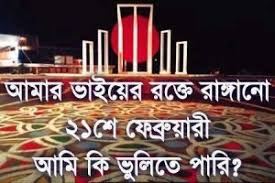 আমার ভাইয়ের রক্তে রাঙ্গানো
২১শে ফেব্রুয়ারী
আমি কি ভুলিতে পারি?